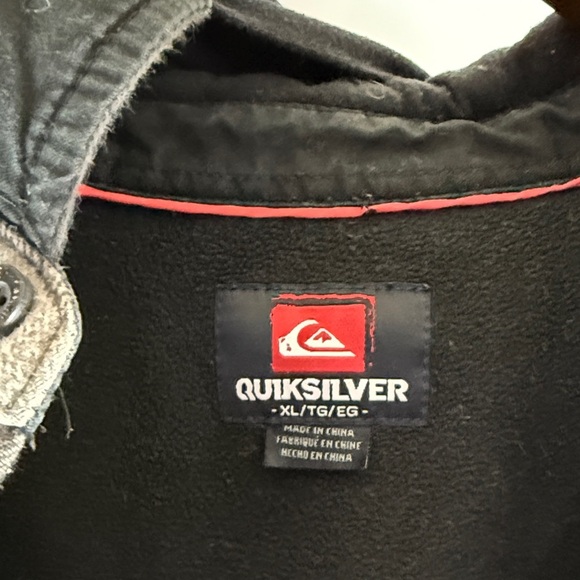 QUIKSILVER
- XL/TG/EG -
MADE IN CHINA
FABRIQUÉ EN CHINE
HECHO EN CHINA